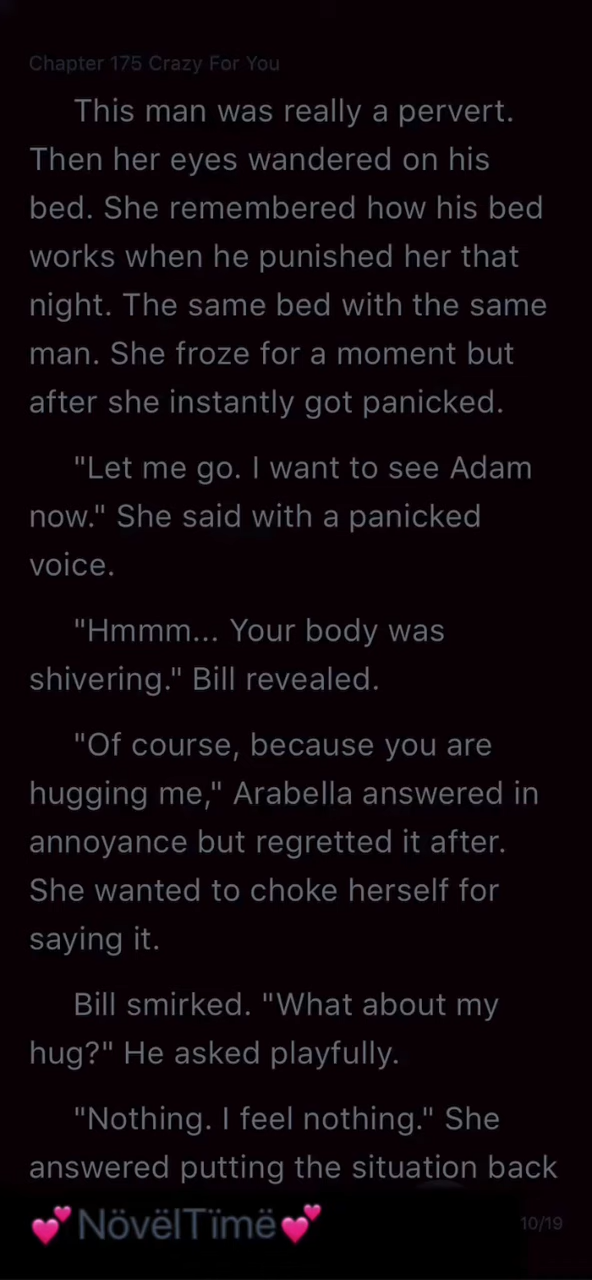 Chapter 175 Crazy For You
This man was really a pervert.
Then her eyes wandered on his
bed. She remembered how his bed
works when he punished her that
night. The same bed with the same
man. She froze for a moment but
after she instantly got panicked.
"Let me go. I want to see Adam
now." She said with a panicked
voice.
"Hmmm... Your body was
shivering." Bill revealed.
"Of course, because you are
hugging me," Arabella answered in
annoyance but regretted it after.
She wanted to choke herself for
saying it.
Bill smirked. "What about my
hug?" He asked playfully.
"Nothing. I feel nothing." She
answered putting the situation back
💕NövëlTïmë💕
10/19